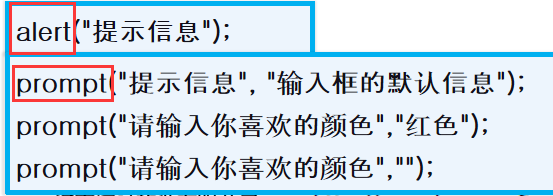 alert("提示信息");
prompt("提示信息", "输入框的默认信息");
prompt("请输入你喜欢的颜色","红色");
prompt("请输入你喜欢的颜色","");